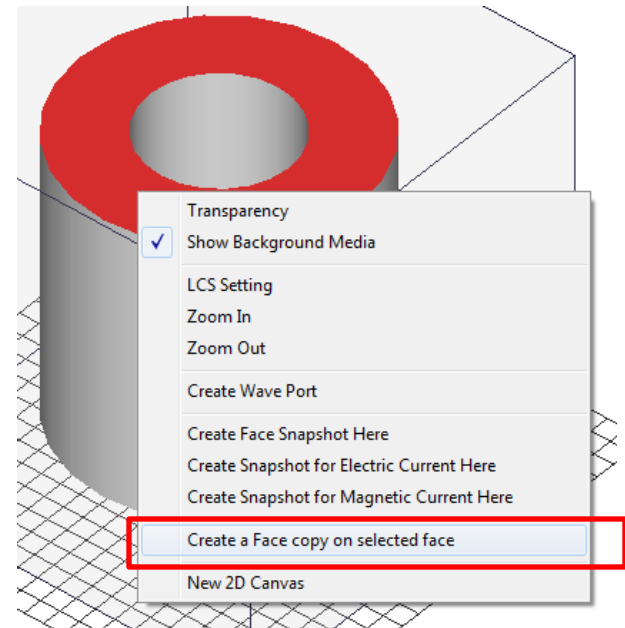 Transparency
Show Background Media
LCS Setting
Zoom In
Zoom Out
Create Wave Port
Create Face Snapshot Here
Create Snapshot for Electric Current Here
Create Snapshot for Magnetic Current Here
Create a Face copy on selected face
New 2D Canvas